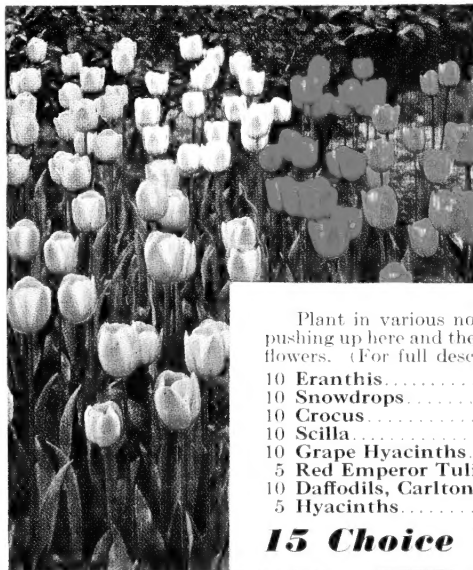 Plant in various no
pushing up here and the
flowers. (For full desc
10 Eranthis.........
10 Snowdrops.......
10 Crocus...........
10 Scilla............
10 Grape Hyacinths.
5 Red Emperor Tuli
10 Daffodils, Carlton
5 Hyacinths........
15 Choice